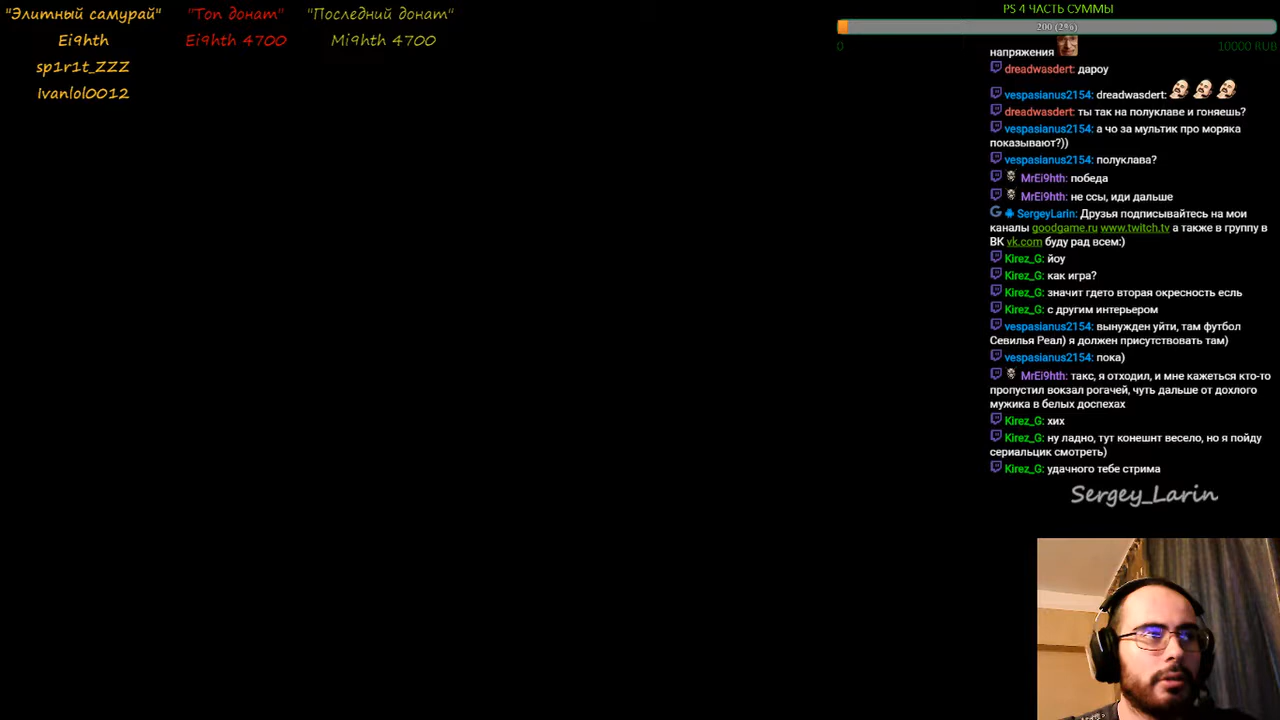 "Элитный самурай"
Ei9hth
sp1r1t_ZZZ
ivanlol0012
"Топ донат"
Ei9hth 4700
"Последний донат"
Mi9hth 4700
PS 4 ЧАСТЬ СУММЫ
200 (2%)
0
10000 RUB
напряжения
dreadwasdert: дароу
vespasianus2154: dreadwasdert:
dreadwasdert: ты так на полуклаве и гоняешь?
vespasianus2154: а чо за мультик про моряка
показывают?))
vespasianus2154: полуклава?
MrEi9hth: победа
MrEi9hth: не ссы, иди дальше
SergeyLarin: Друзья подписывайтесь на мои
каналы goodgame.ru www.twitch.tv а также в группу в
ВК vk.com буду рад всем:)
Kirez_G: йоу
Kirez_G: как игра?
Kirez_G: значит гдето вторая окресность есль
Kirez_G: с другим интерьером
vespasianus2154: вынужден уйти, там футбол
Севилья Реал) я должен присутствовать там)
vespasianus2154: пока)
MrEi9hth: такс, я отходил, и мне кажеться кто-то
пропустил вокзал рогачей, чуть дальше от дохлого
мужика в белых доспехах
Kirez_G: хих
Kirez_G: ну ладно, тут конешнт весело, но я пойду
сериальщик смотреть)
Kirez_G: удачного тебе стрима
Sergey_Larin